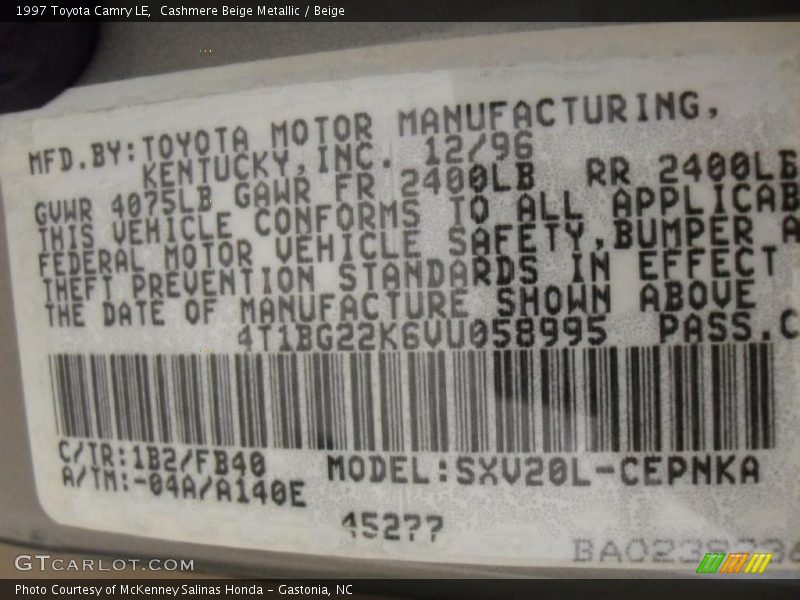 1997 Toyota Camry LE, Cashmere Beige Metallic / Beige
MFD.BY:TOYOTA MOTOR MANUFACTURING,
KENTUCKY,INC. 12/96
GVWR 4075LB GAWR FR 2400LB RR 2400LB
THIS VEHICLE CONFORMS TO ALL APPLICAB
FEDERAL MOTOR VEHICLE SAFETY,BUMPER A
THEFT PREVENTION STANDARDS IN EFFECT
THE DATE OF MANUFACTURE SHOWN ABOVE
4T1BG22K6VU058995 PASS.C
C/TR:1B2/FB40 MODEL:SXV20L-CEPNKA
A/TM:-04A/A140E
45277
GTCARLOT.COM
Photo Courtesy of McKenney Salinas Honda - Gastonia, NC